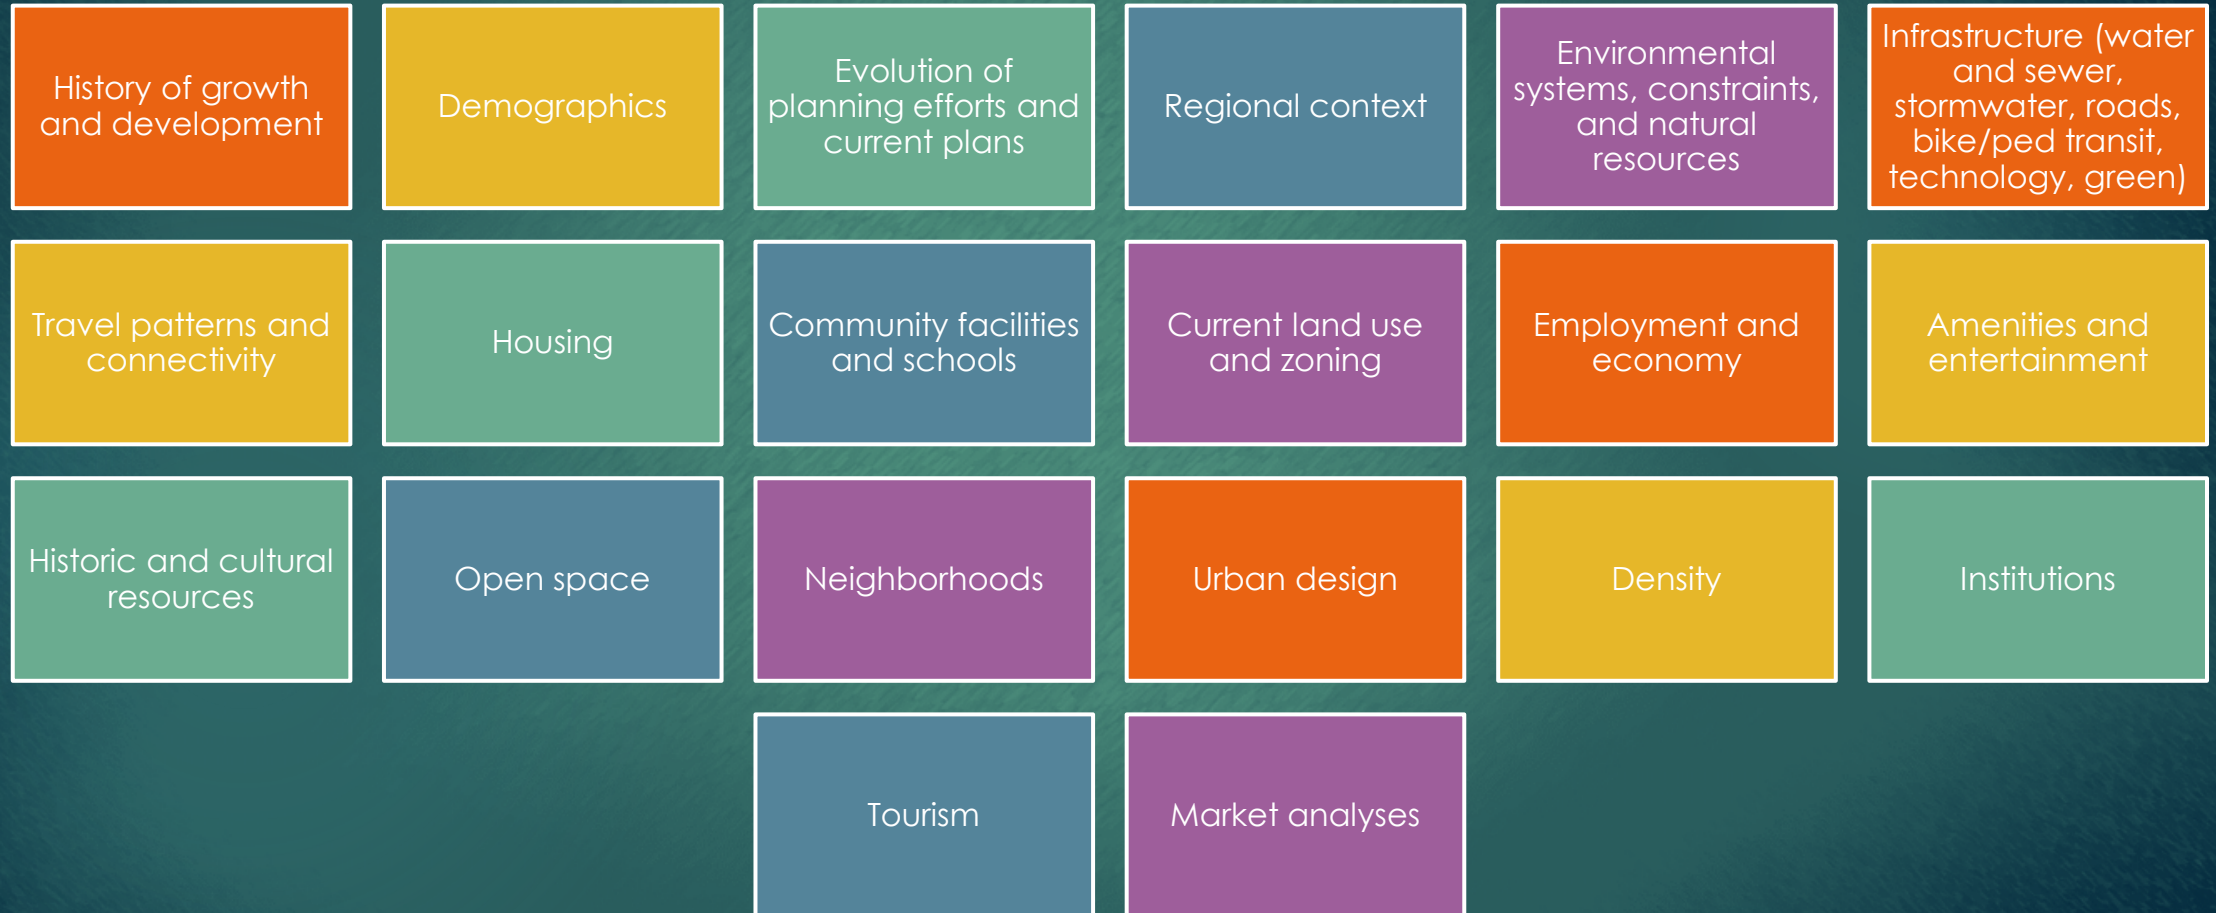 History of growth
and development
Demographics
Evolution of
planning efforts and
current plans
Regional context
Environmental
systems, constraints,
and natural
resources
Infrastructure (water
and sewer,
stormwater, roads,
bike/ped transit,
technology, green)
Travel patterns and
connectivity
Housing
Community facilities
and schools
Current land use
and zoning
Employment and
economy
Amenities and
entertainment
Historic and cultural
resources
Open space
Neighborhoods
Urban design
Density
Institutions
Tourism
Market analyses